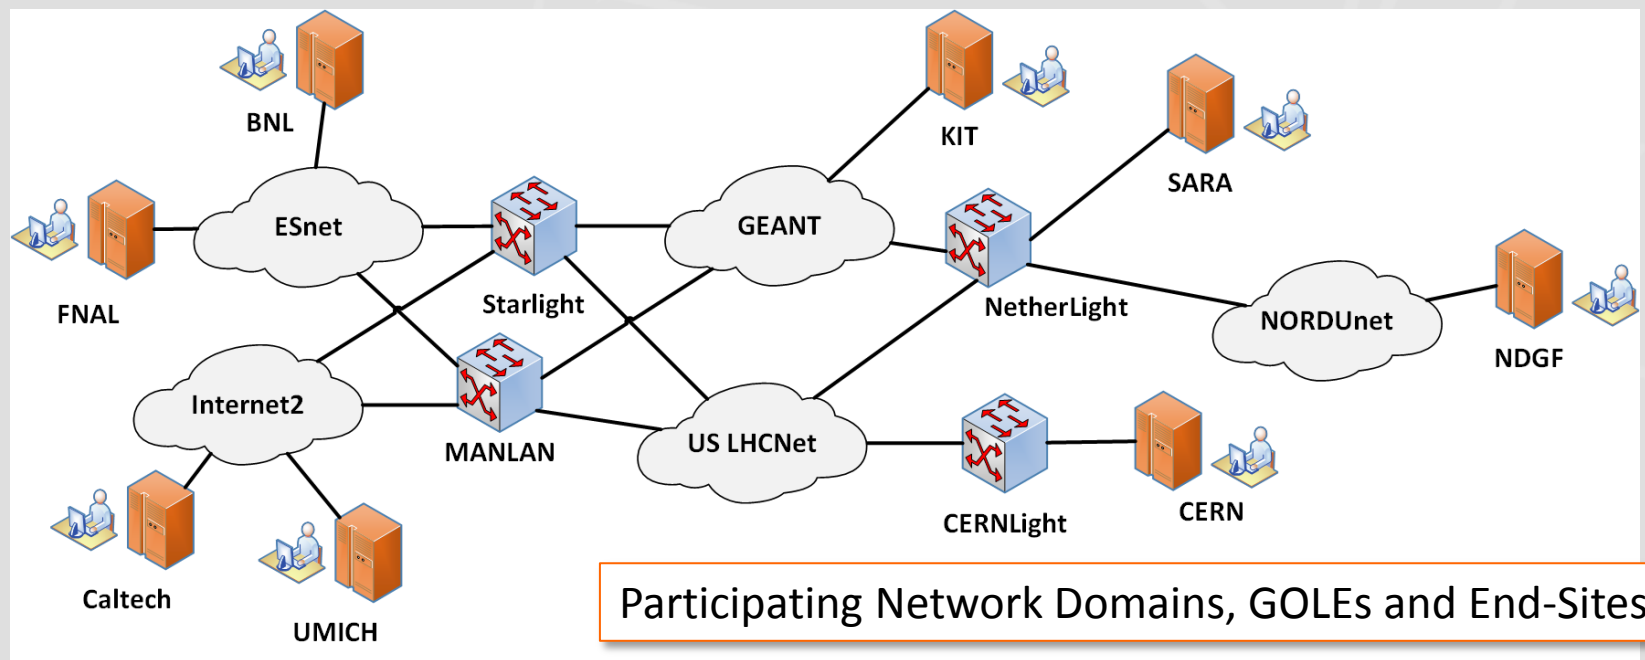 BNL
KIT
SARA
ESnet
GEANT
FNAL
Starlight
NetherLight
NORDUnet
NDGF
Internet2
MANLAN
US LHCNet
CERNLight
CERN
Caltech
UMICH
Participating Network Domains, GOLEs and End-Sites